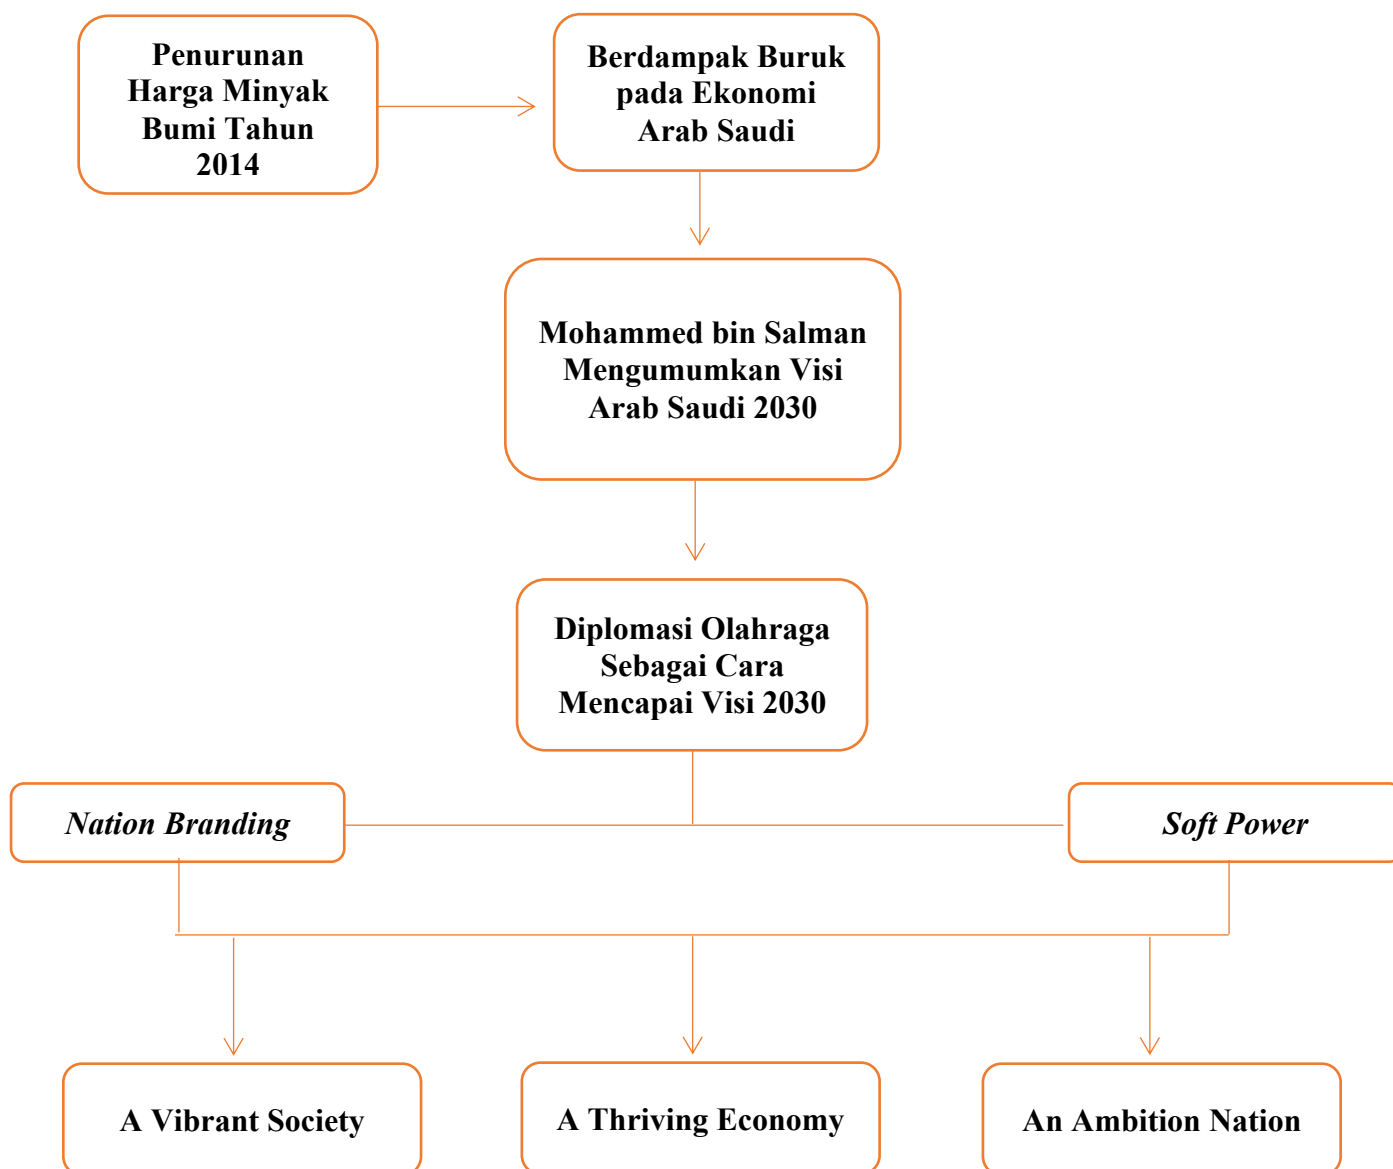 Penurunan
Harga Minyak
Bumi Tahun
2014
Berdampak Buruk
pada Ekonomi
Arab Saudi
Mohammed bin Salman
Mengumumkan Visi
Arab Saudi 2030
Diplomasi Olahraga
Sebagai Cara
Mencapai Visi 2030
Nation Branding
Soft Power
A Vibrant Society
A Thriving Economy
An Ambition Nation